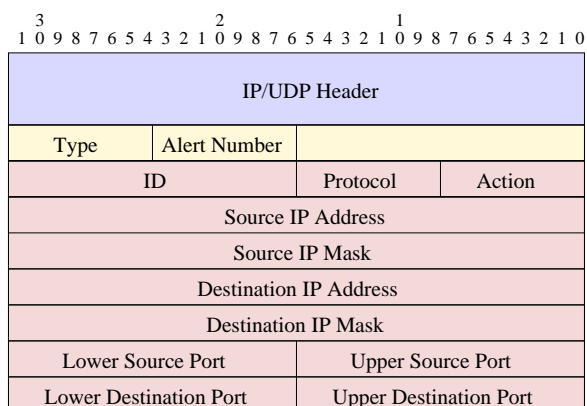 3 2 1
1 0 9 8 7 6 5 4 3 2 1 0 9 8 7 6 5 4 3 2 1 0 9 8 7 6 5 4 3 2 1 0
IP/UDP Header
Type Alert Number
ID Protocol Action
Source IP Address
Source IP Mask
Destination IP Address
Destination IP Mask
Lower Source Port Upper Source Port
Lower Destination Port Upper Destination Port